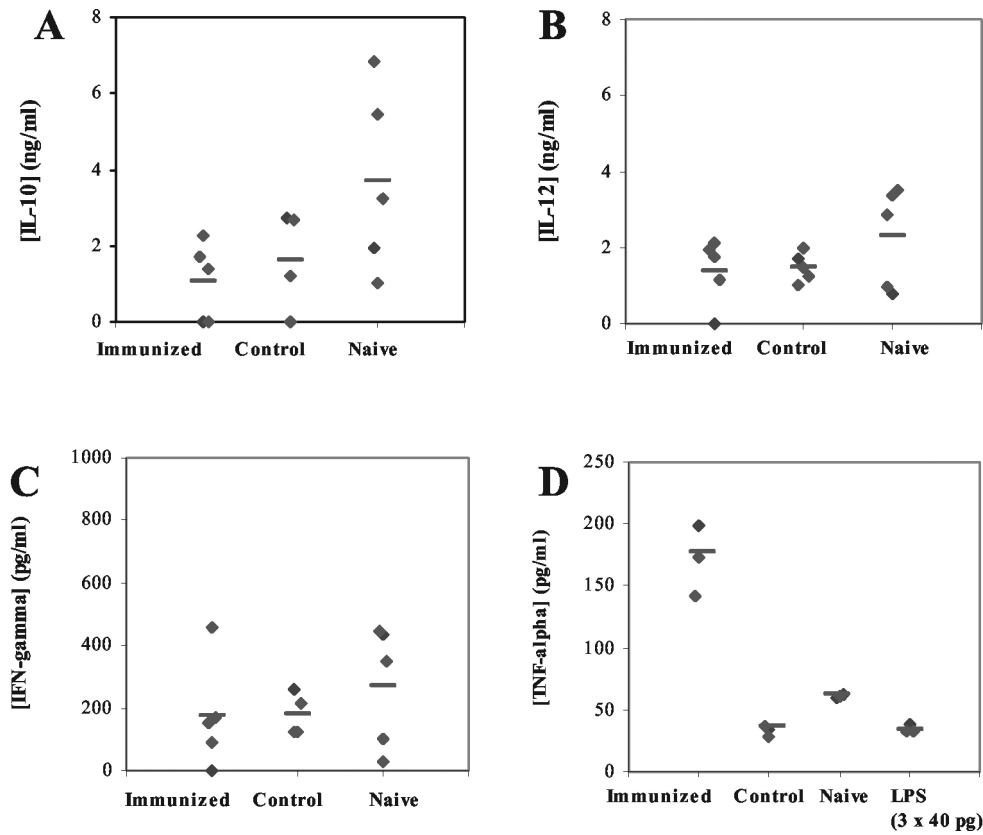 A
[IL-10] (ng/ml)
8
6
4
2
0
Immunized Control Naive
B
[IL-12] (ng/ml)
8
6
4
2
0
Immunized Control Naive
C
[IFN-gamma] (pg/ml)
1000
800
600
400
200
0
Immunized Control Naive
D
[TNF-alpha] (pg/ml)
250
200
150
100
50
0
Immunized Control Naive LPS
(3 x 40 pg)